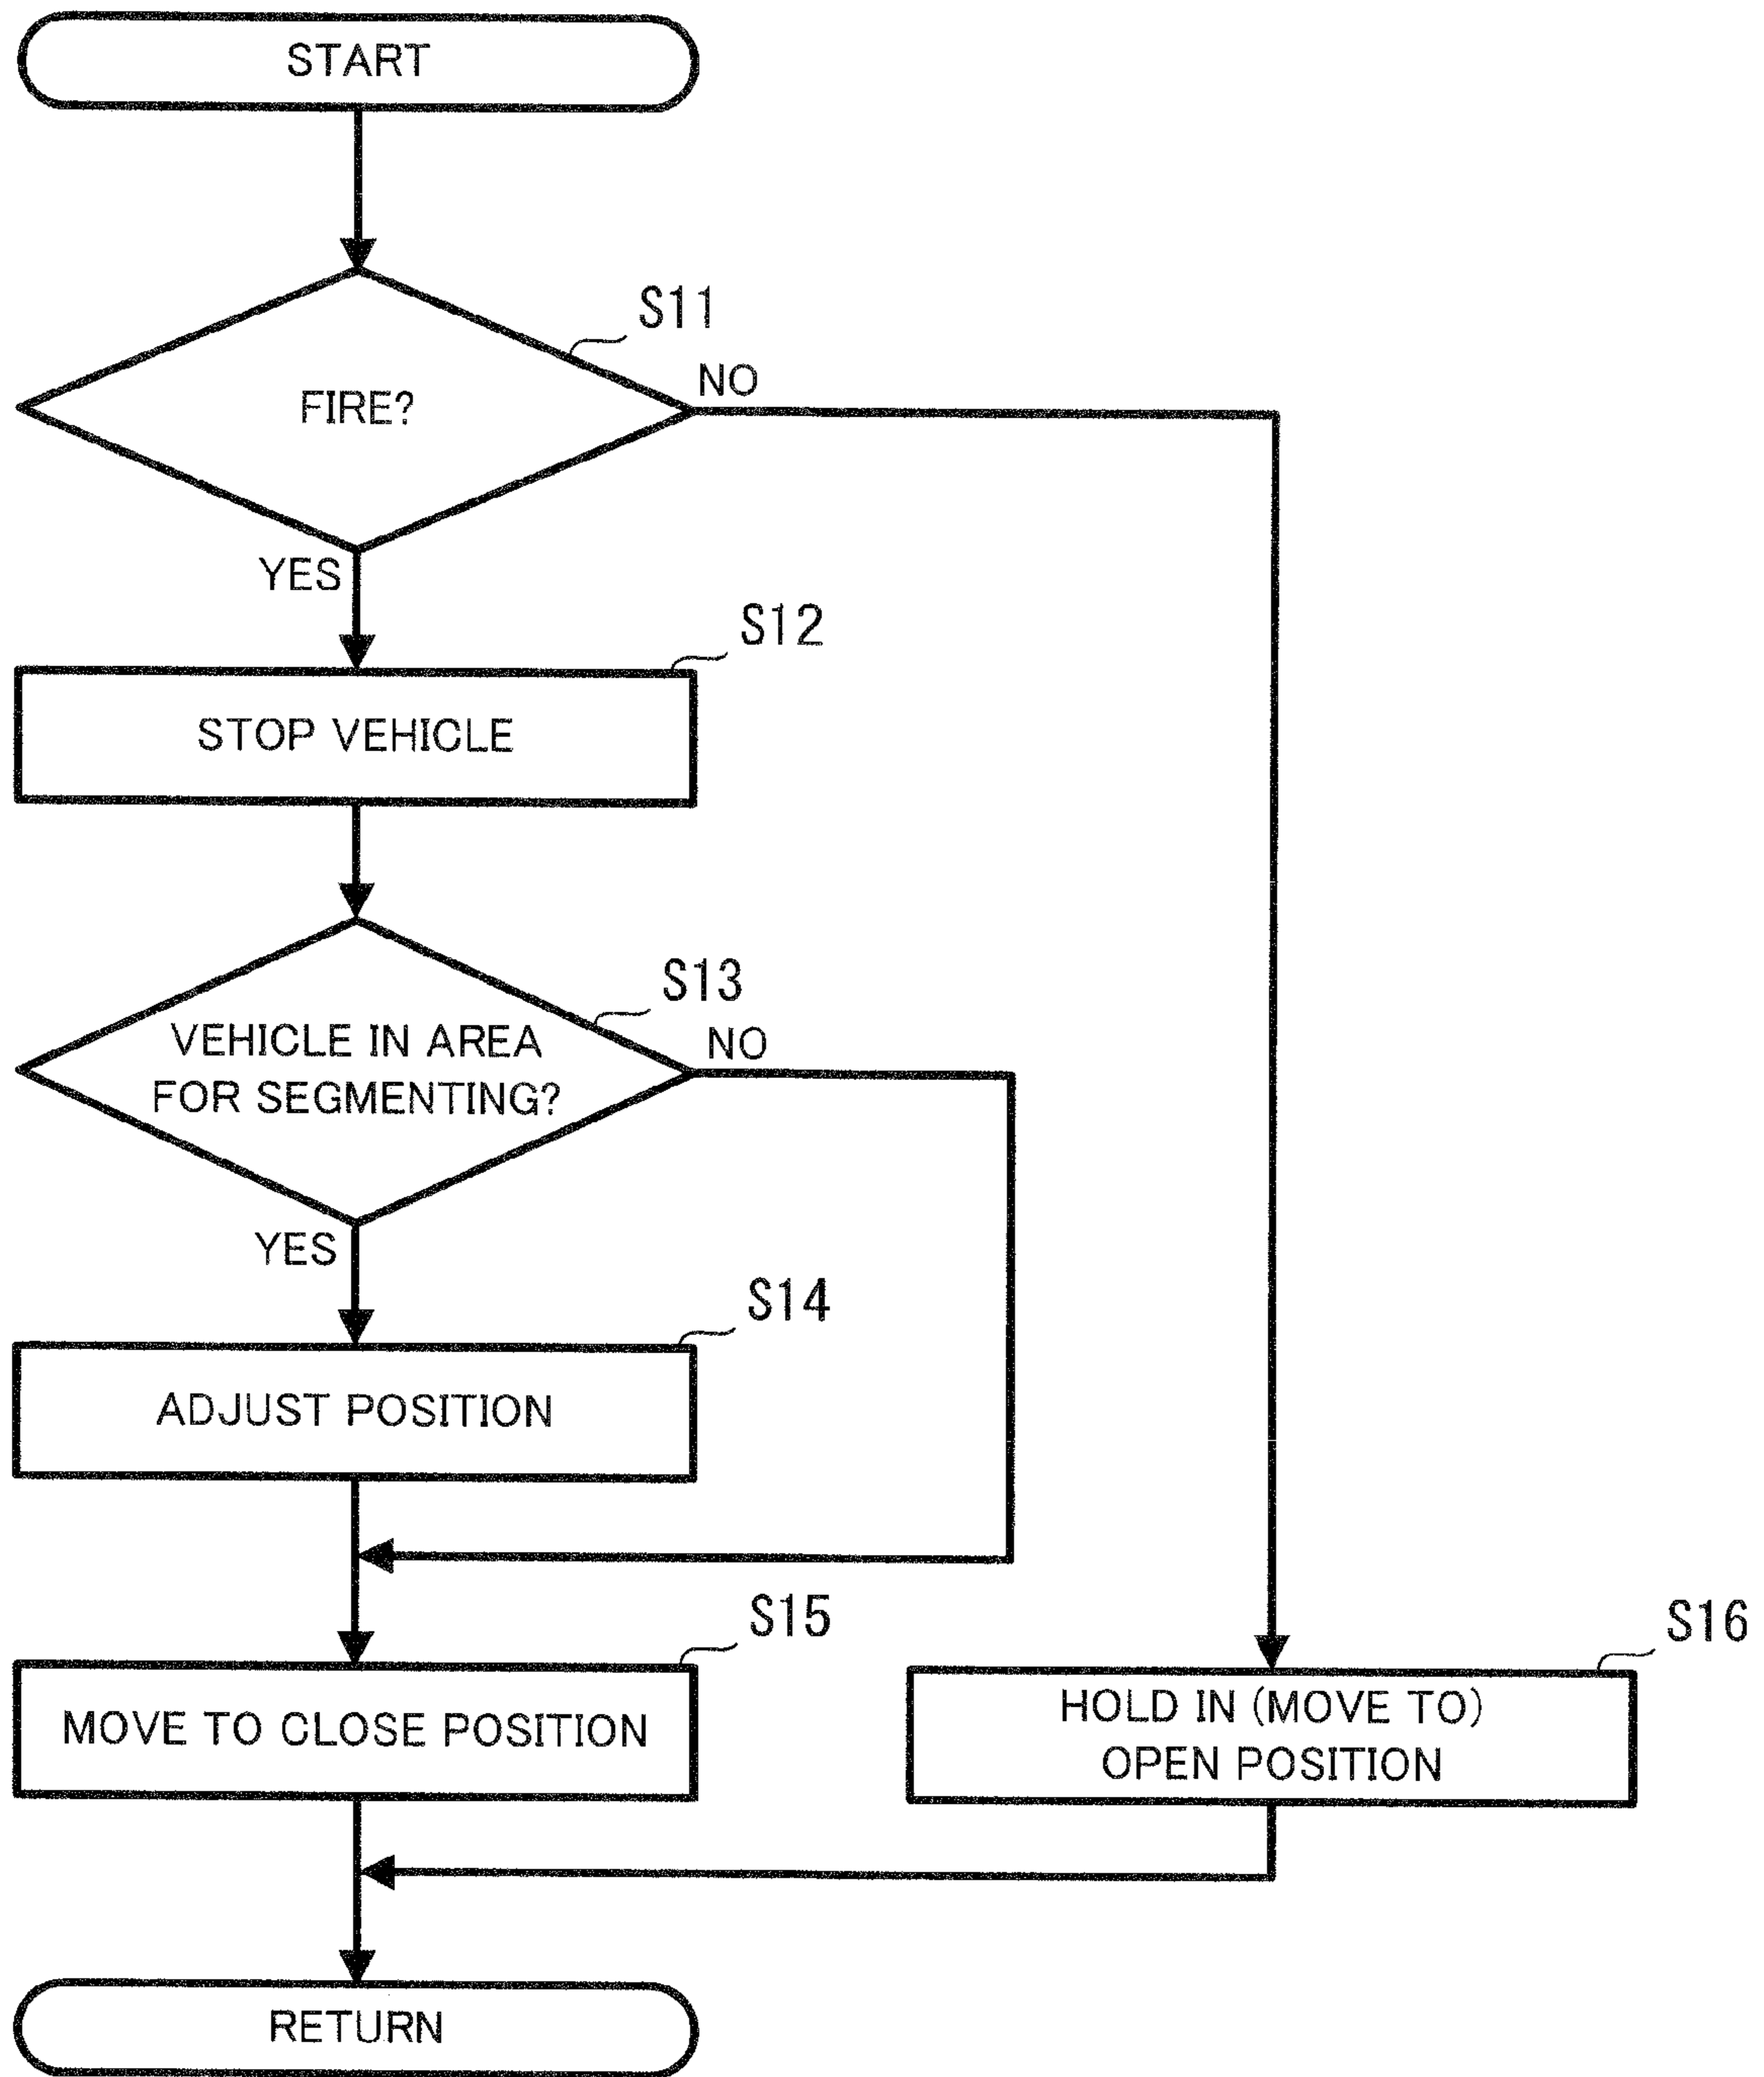 START
S11
FIRE?
NO
YES
S12
STOP VEHICLE
S13
VEHICLE IN AREA
FOR SEGMENTING?
NO
YES
S14
ADJUST POSITION
S15
MOVE TO CLOSE POSITION
S16
HOLD IN (MOVE TO)
OPEN POSITION
RETURN